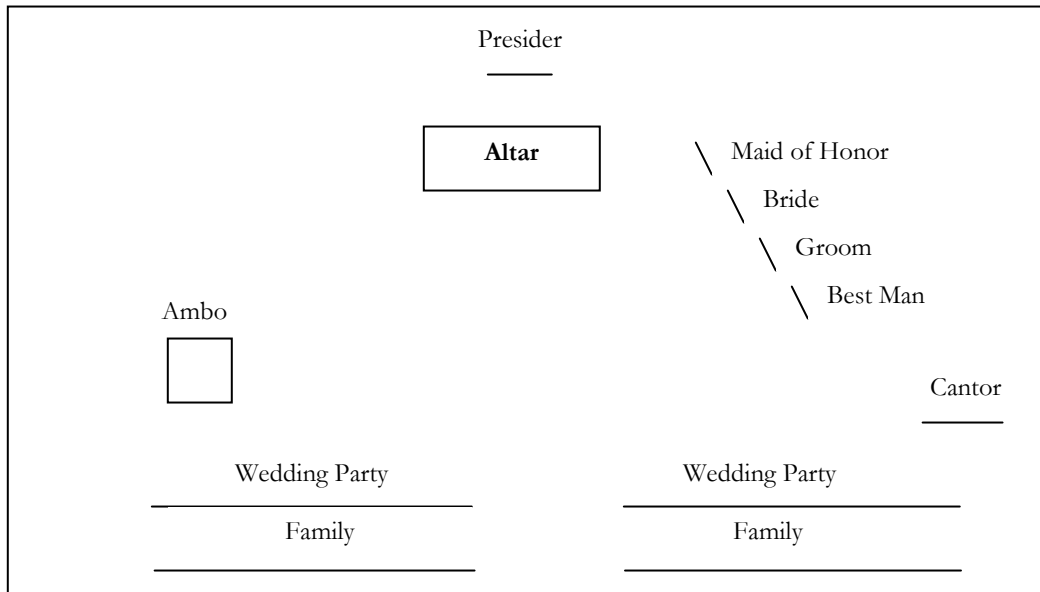 Presider
Altar
Maid of Honor
Bride
Groom
Best Man
Ambo
Cantor
Wedding Party
Wedding Party
Family
Family